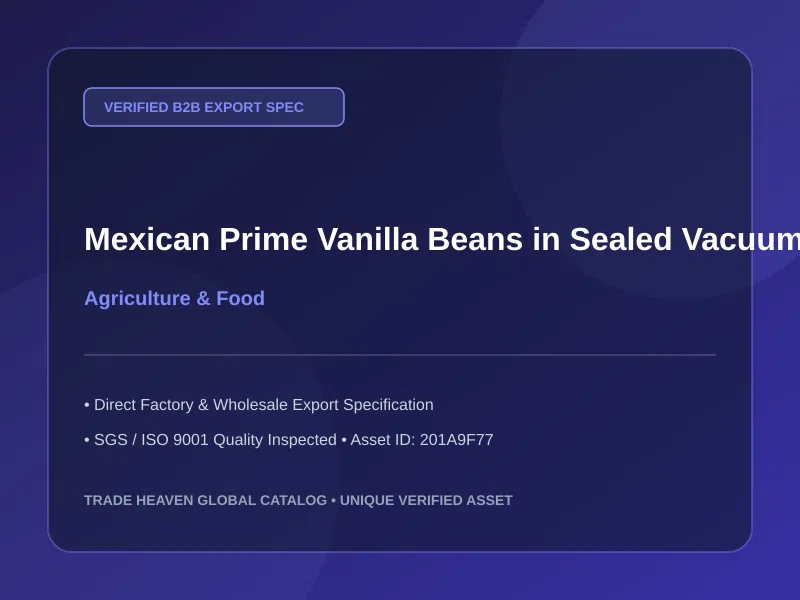 VERIFIED B2B EXPORT SPEC
Mexican Prime Vanilla Beans in Sealed Vacuum
Agriculture & Food
• Direct Factory & Wholesale Export Specification
• SGS / ISO 9001 Quality Inspected • Asset ID: 201A9F77
TRADE HEAVEN GLOBAL CATALOG • UNIQUE VERIFIED ASSET